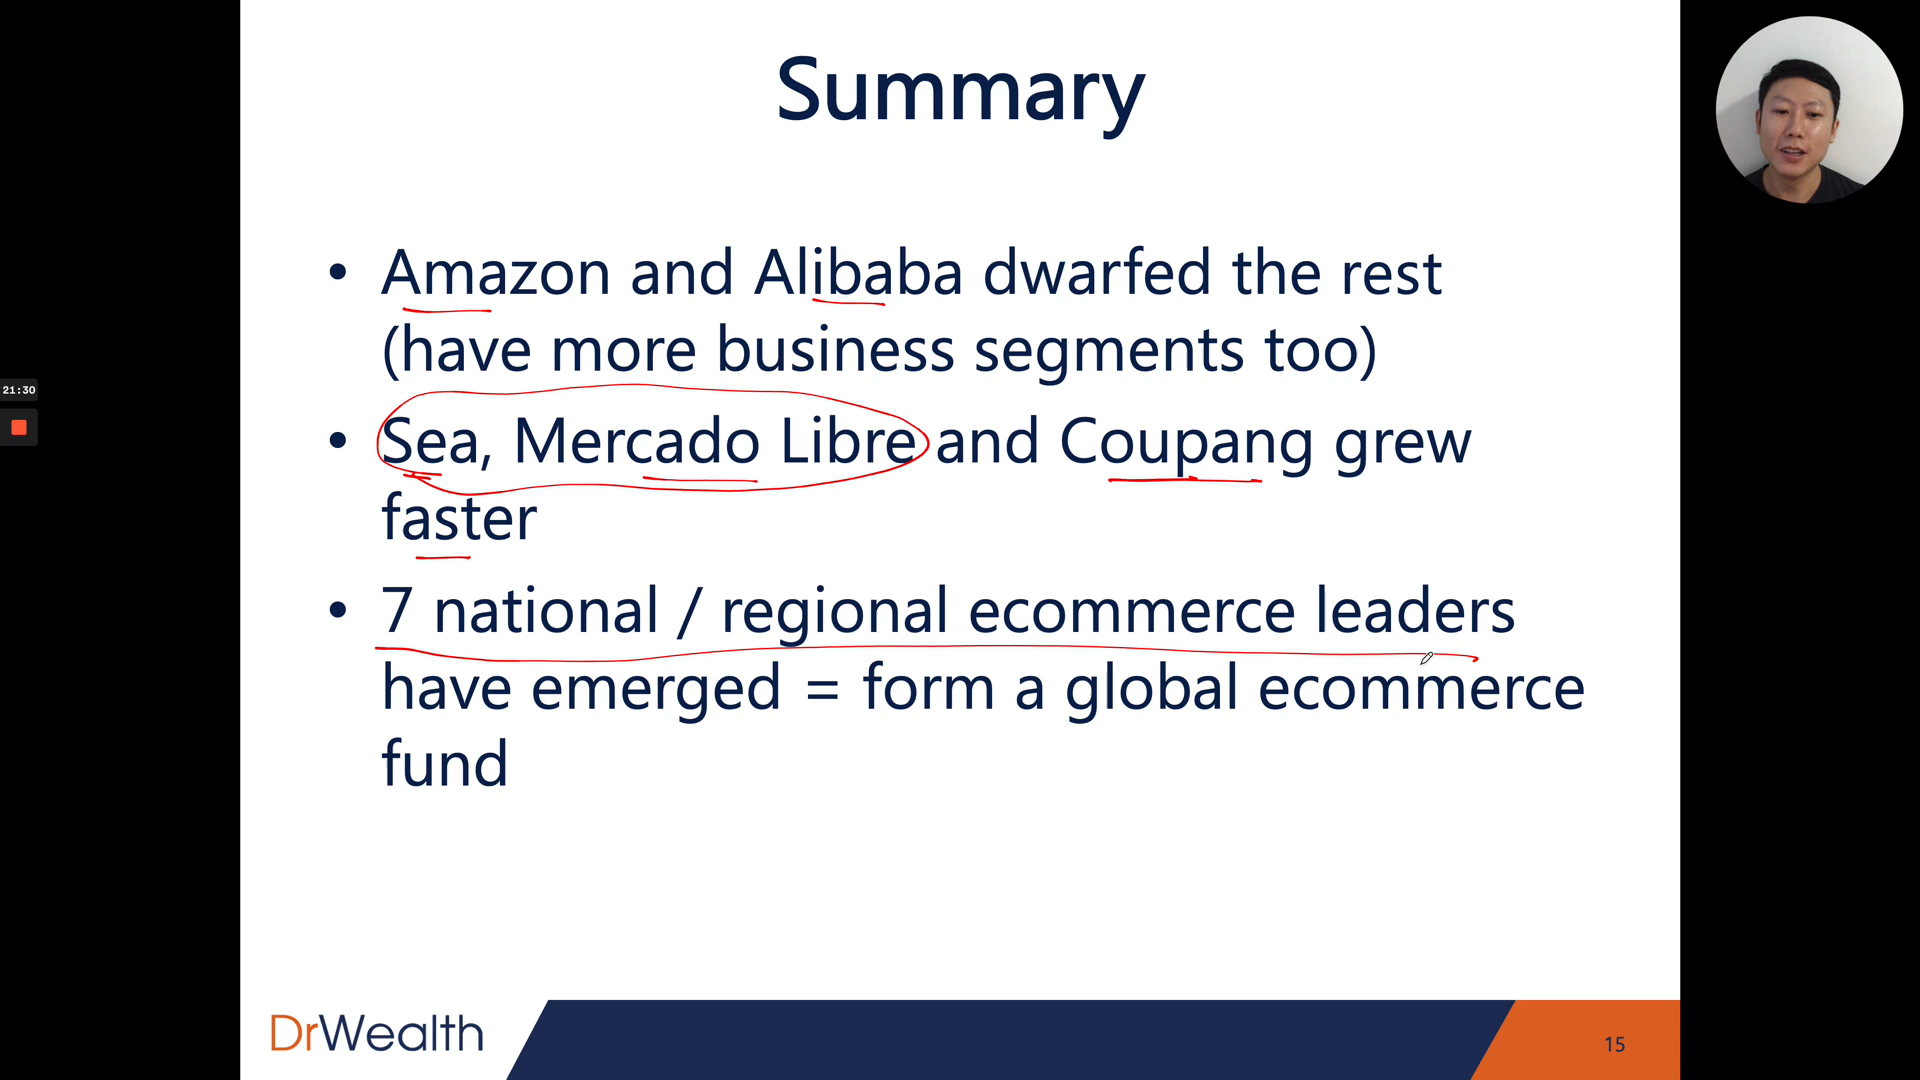 Summary
• Amazon and Alibaba dwarfed the rest
(have more business segments too)
• Sea, Mercado Libre and Coupang grew
faster
• 7 national / regional ecommerce leaders
have emerged = form a global ecommerce
fund
21:30
DrWealth
15